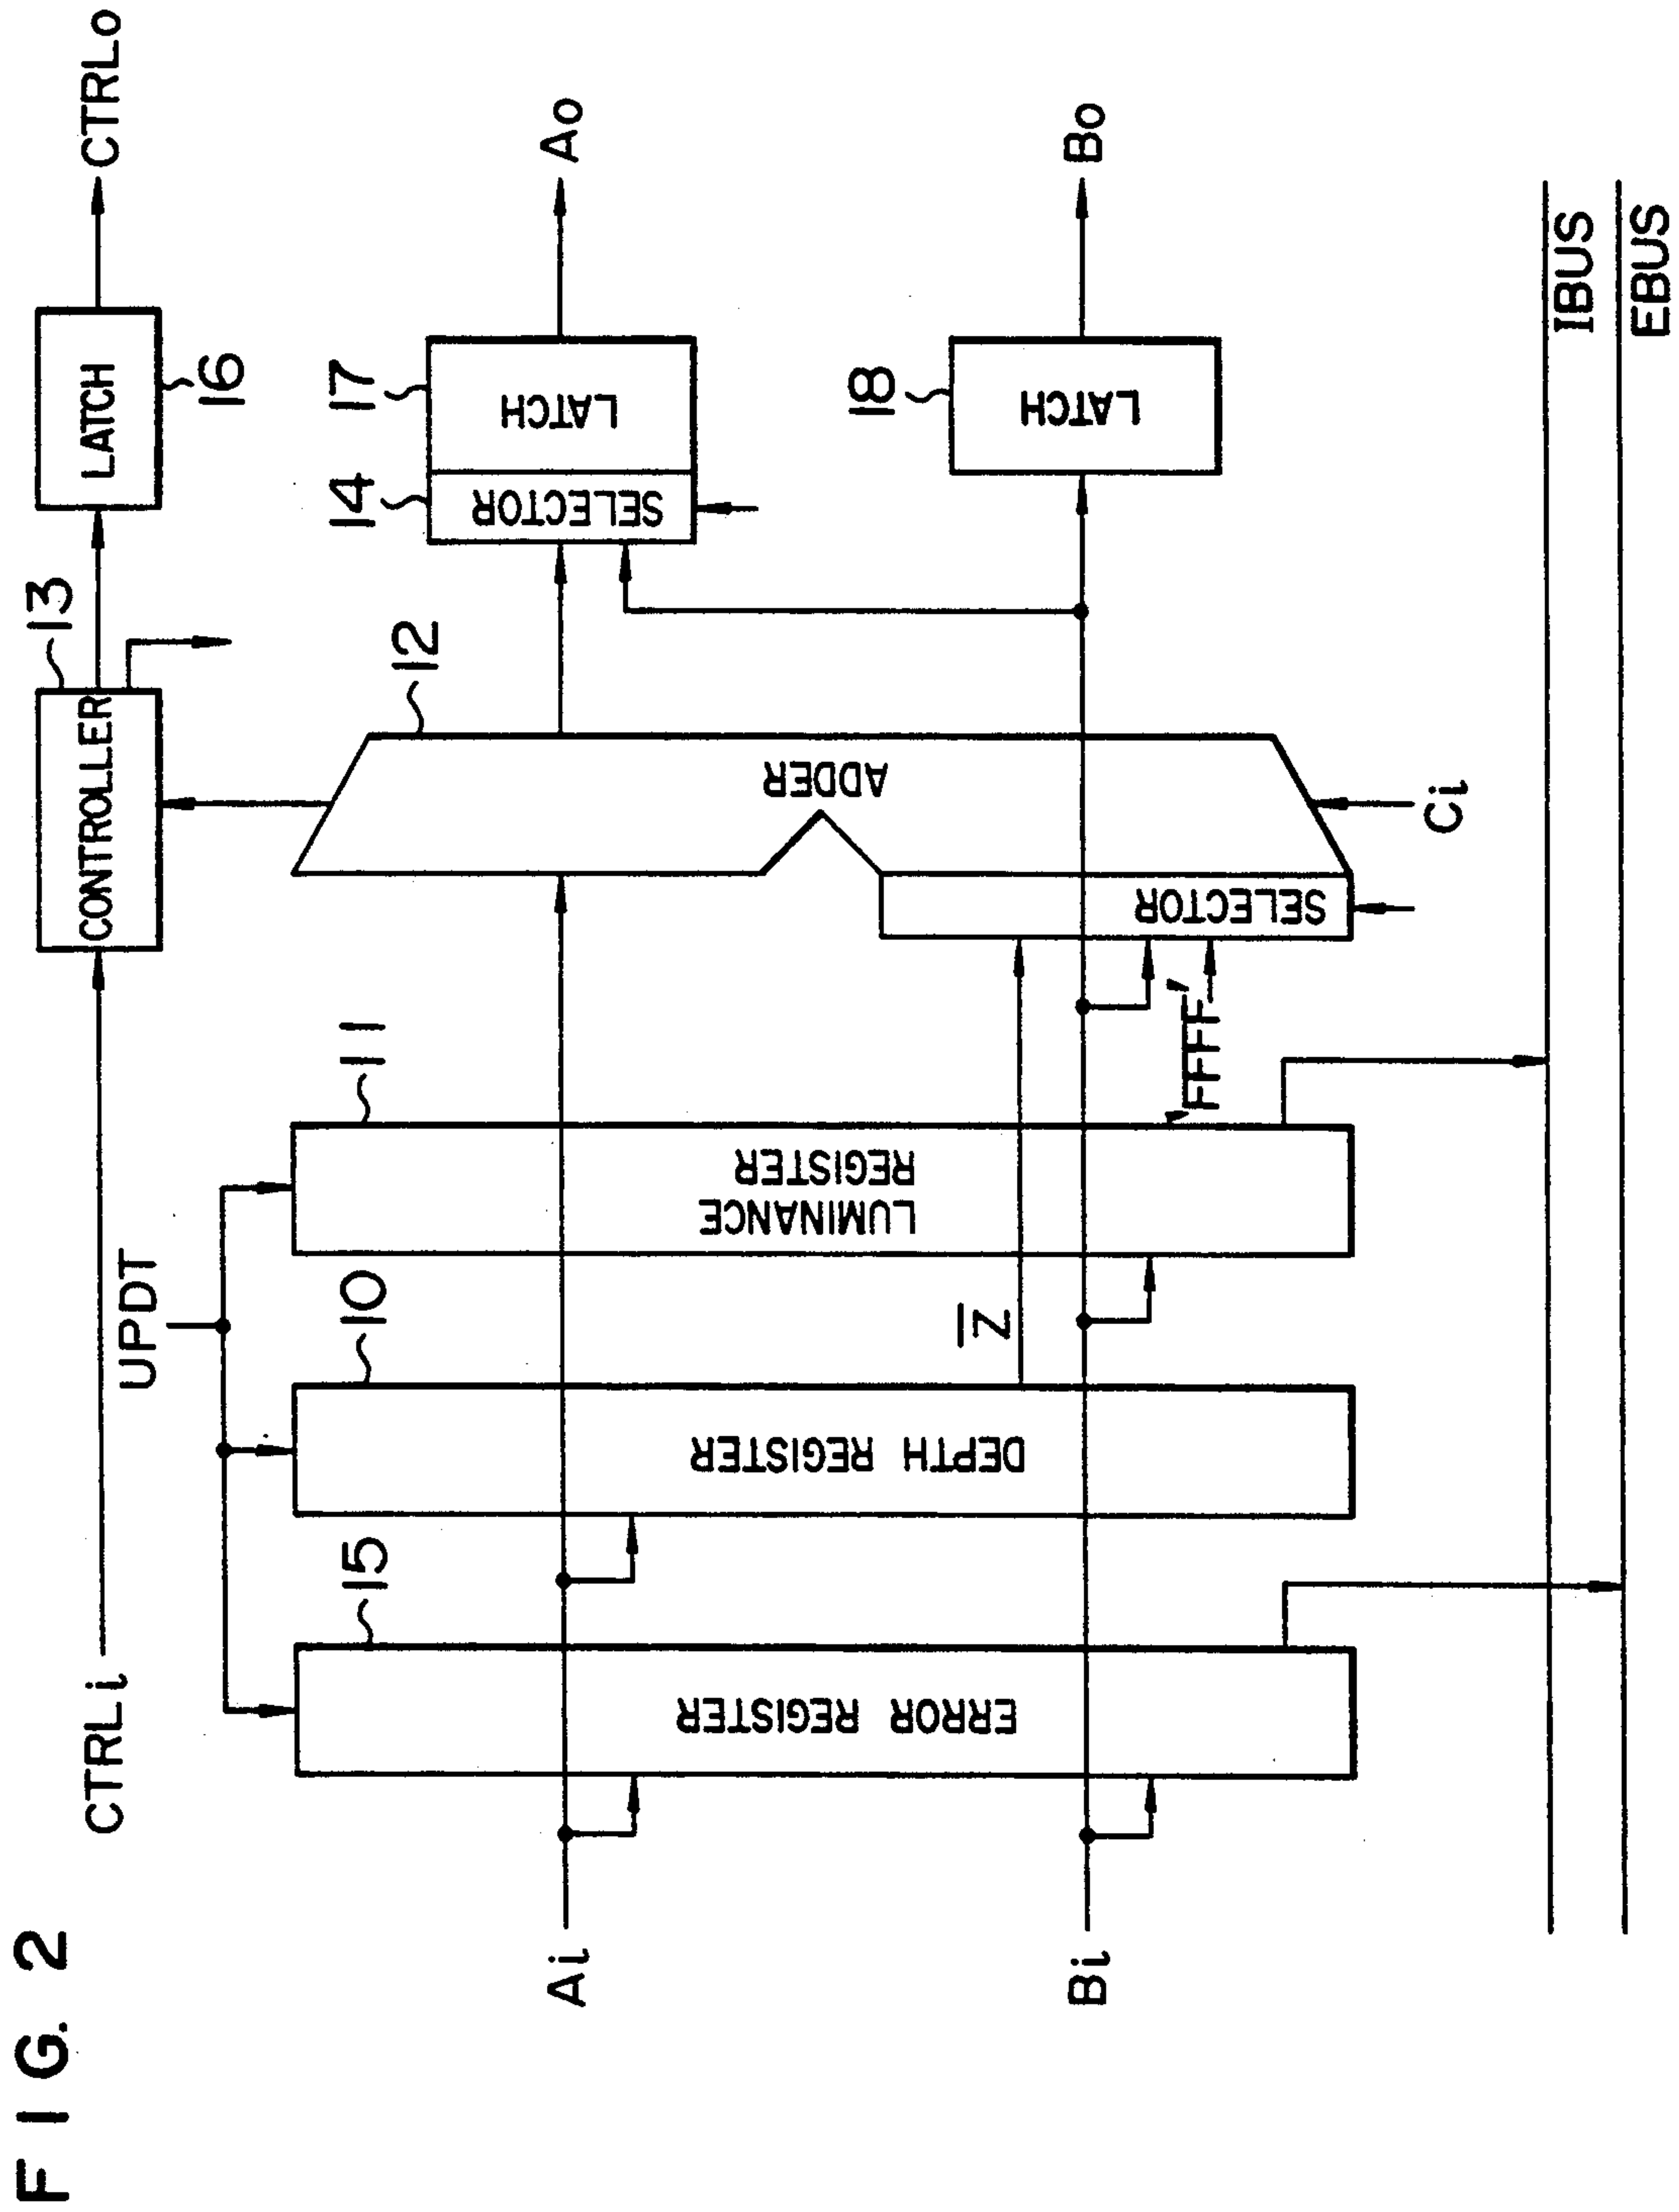 FIG. 2
CTRLi
UPDT
CONTROLLER
13
LATCH
16
CTRLo
15
10
11
12
14
17
ERROR REGISTER
DEPTH REGISTER
LUMINANCE
REGISTER
ADDER
SELECTOR
LATCH
Ai
Ao
Z̅
'FFFF'
SELECTOR
18
LATCH
Bi
Bo
Ci
IBUS
EBUS